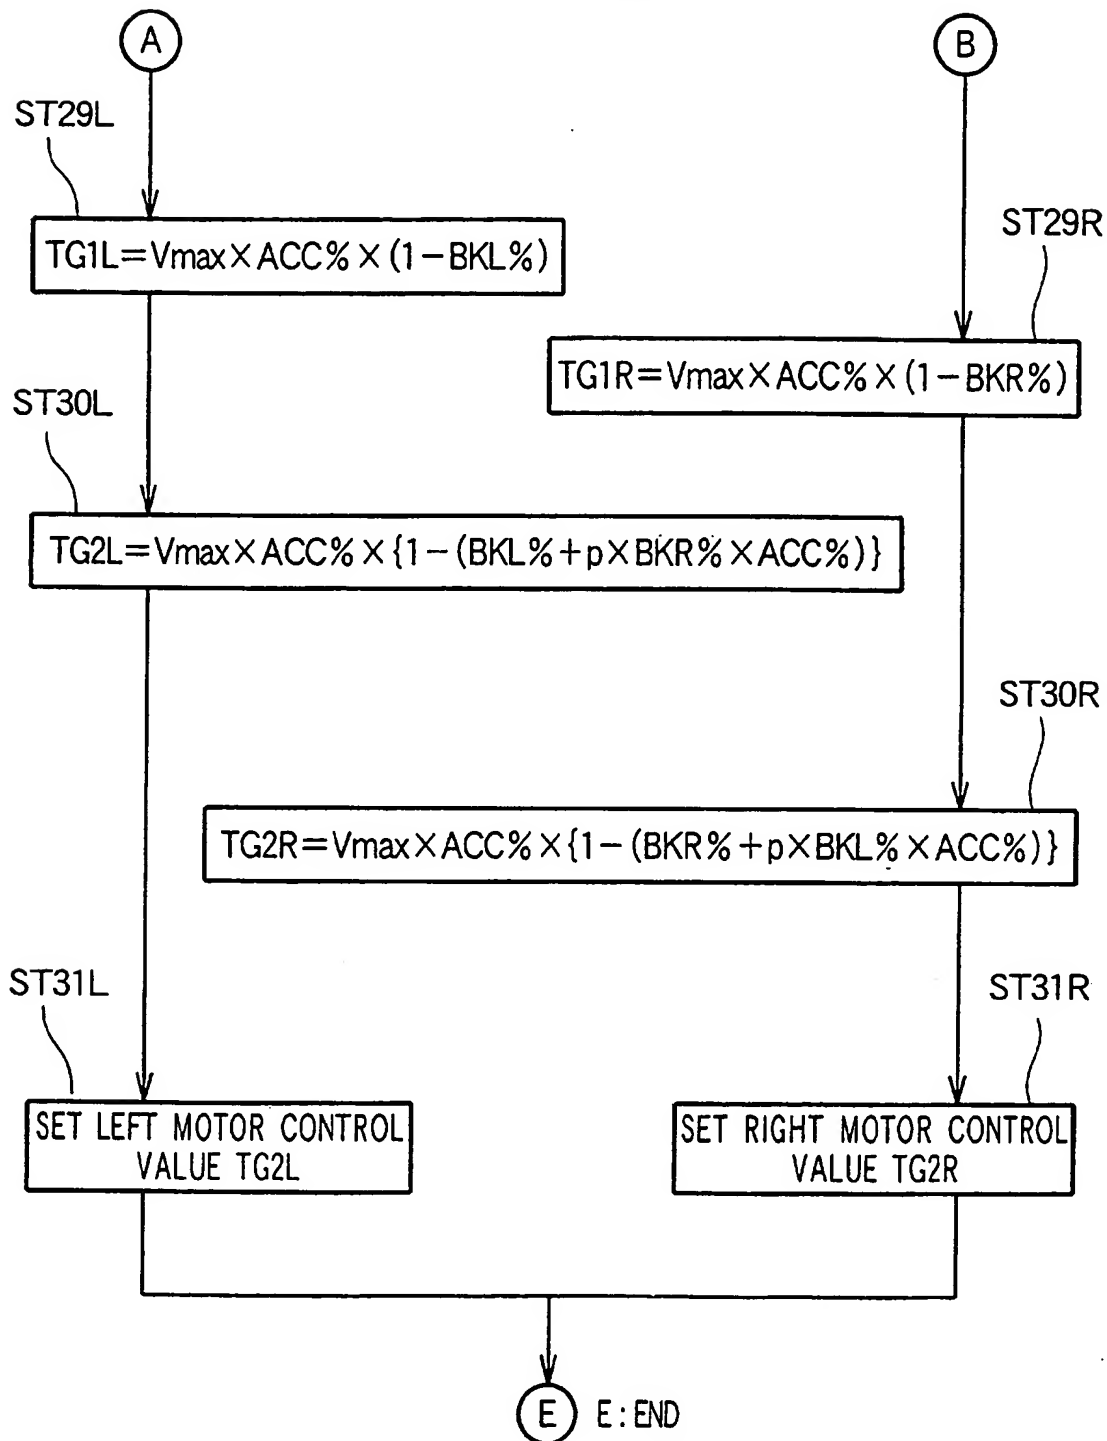 A
B
ST29L
TG1L=Vmax×ACC%×(1-BKL%)
ST29R
TG1R=Vmax×ACC%×(1-BKR%)
ST30L
TG2L=Vmax×ACC%×{1-(BKL%+p×BKR%×ACC%)}
ST30R
TG2R=Vmax×ACC%×{1-(BKR%+p×BKL%×ACC%)}
ST31L
SET LEFT MOTOR CONTROL
VALUE TG2L
ST31R
SET RIGHT MOTOR CONTROL
VALUE TG2R
E E:END